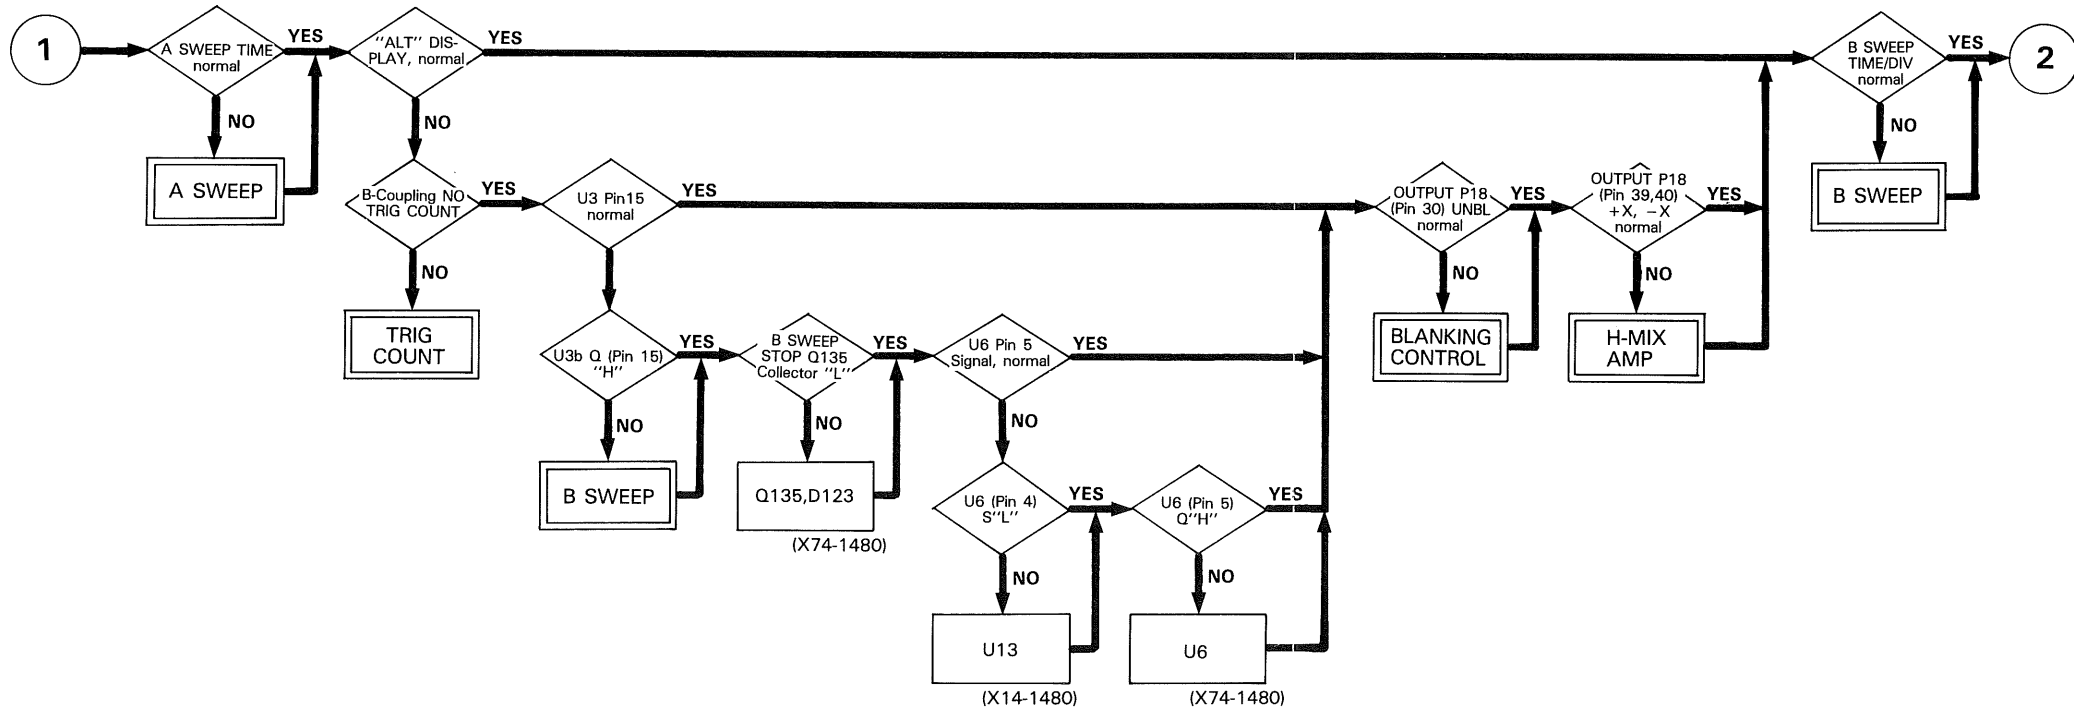 1
A SWEEP TIME
normal
YES
NO
A SWEEP
"ALT" DIS-
PLAY, normal
YES
NO
B-Coupling NO
TRIG COUNT
YES
NO
TRIG
COUNT
U3 Pin15
normal
YES
U3b Q (Pin 15)
"H"
YES
NO
B SWEEP
B SWEEP
STOP Q135
Collector "L"
YES
NO
Q135,D123
(X74-1480)
U6 Pin 5
Signal, normal
YES
NO
U6 (Pin 4)
S"L"
YES
NO
U13
(X14-1480)
U6 (Pin 5)
Q"H"
YES
NO
U6
(X74-1480)
OUTPUT P18
(Pin 30) UNBL
normal
YES
NO
BLANKING
CONTROL
OUTPUT P18
(Pin 39,40)
+X, −X
normal
YES
NO
H-MIX
AMP
B SWEEP
TIME/DIV
normal
YES
NO
B SWEEP
2